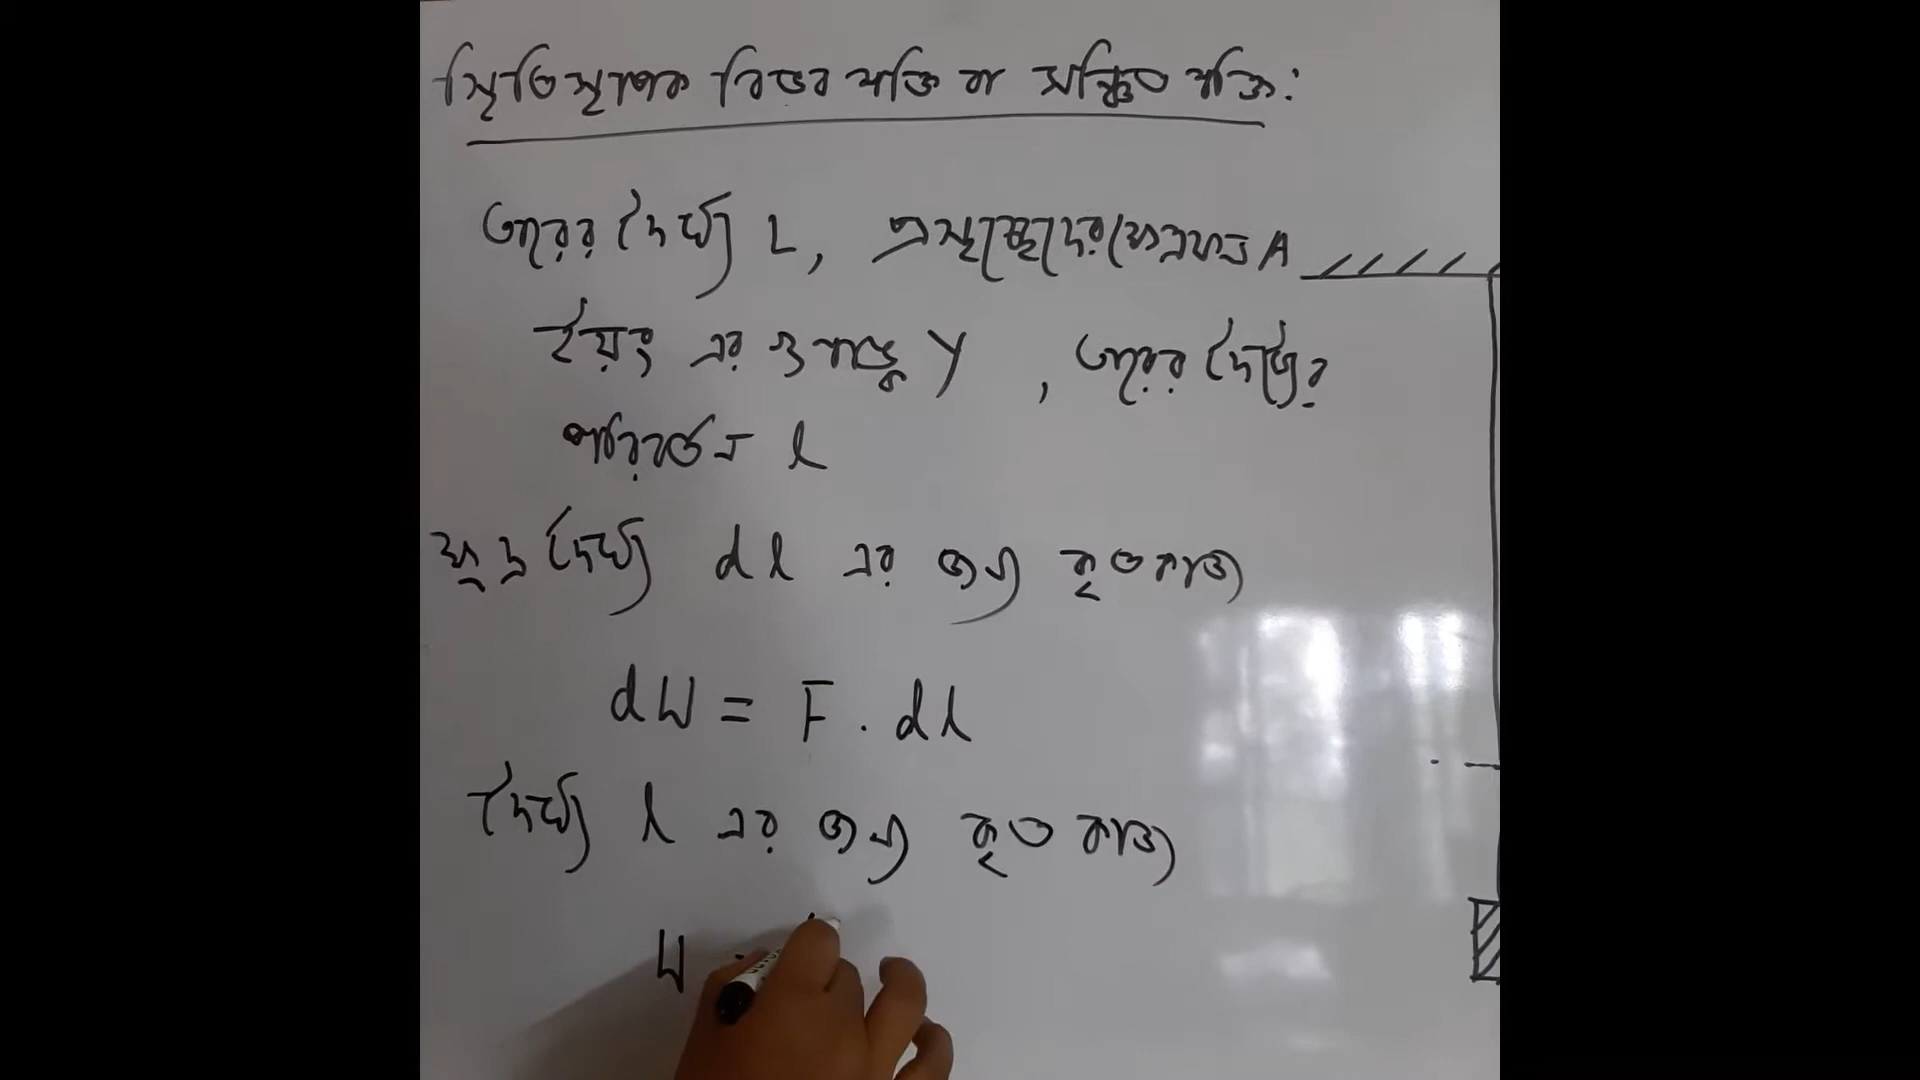 স্থিতিস্থাপক বিভব শক্তি বা সঞ্চিত শক্তি:
তারের দৈর্ঘ্য L, প্রস্থচ্ছেদের ক্ষেত্রফল A
ইয়ং এর গুণাঙ্ক Y, তারের দৈর্ঘ্যের
পরিবর্তন l
ক্ষুদ্র দৈর্ঘ্য dl এর জন্য কৃতকাজ
dW = F . dl
দৈর্ঘ্য l এর জন্য কৃত কাজ
W